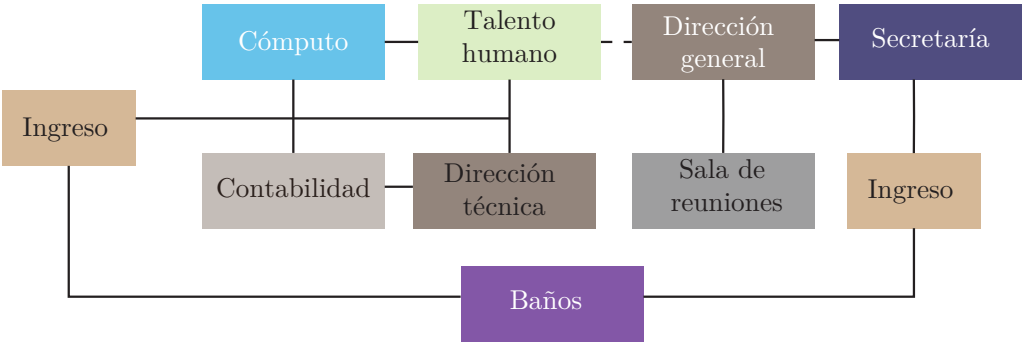 Cómputo
Talento
humano
Dirección
general
Secretaría
Ingreso
Contabilidad
Dirección
técnica
Sala de
reuniones
Ingreso
Baños